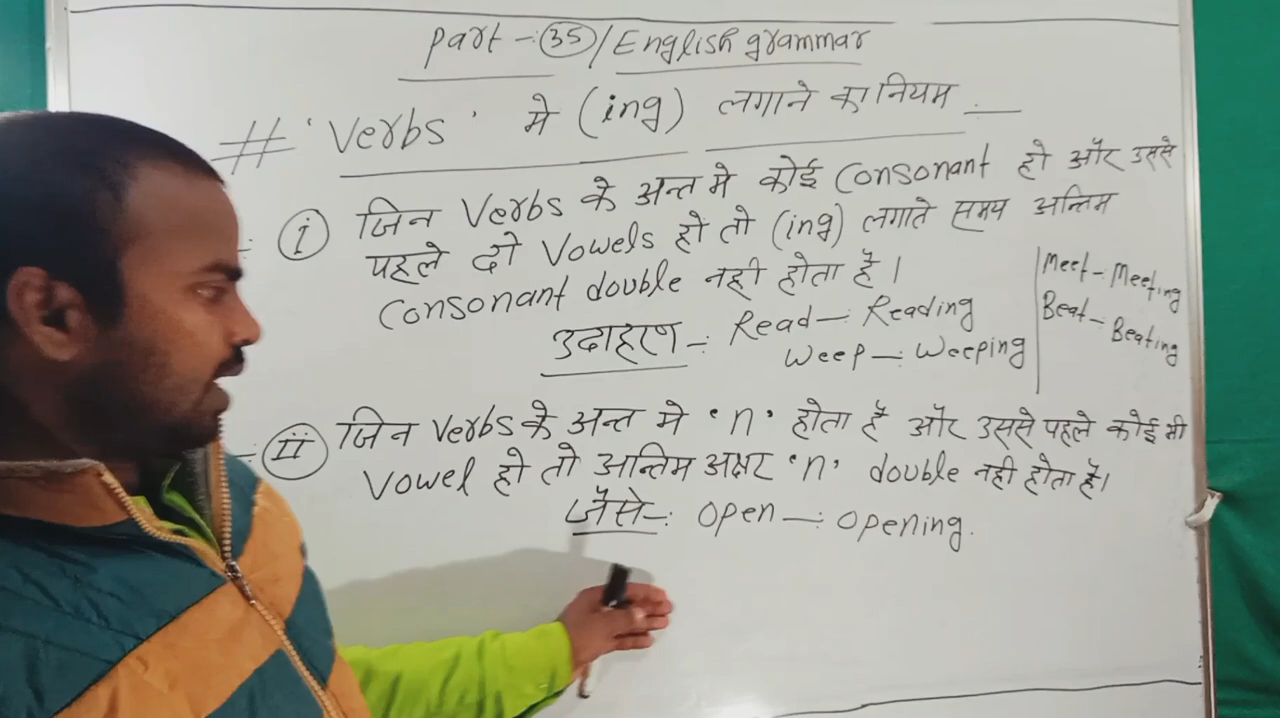 Part - 35 / English grammar
# 'Verbs' मे (ing) लगाने का नियम __
(i) जिन Verbs के अन्त मे कोई Consonant हो और उससे
पहले दो Vowels हो तो (ing) लगाते समय अन्तिम
Consonant double नही होता है।
उदाहरण -: Read -: Reading
Weep -: Weeping
Meet - Meeting
Beat - Beating
(ii) जिन Verbs के अन्त मे 'n' होता है और उससे पहले कोई भी
Vowel हो तो अन्तिम अक्षर 'n' double नही होता है।
जैसे -: Open -: Opening.